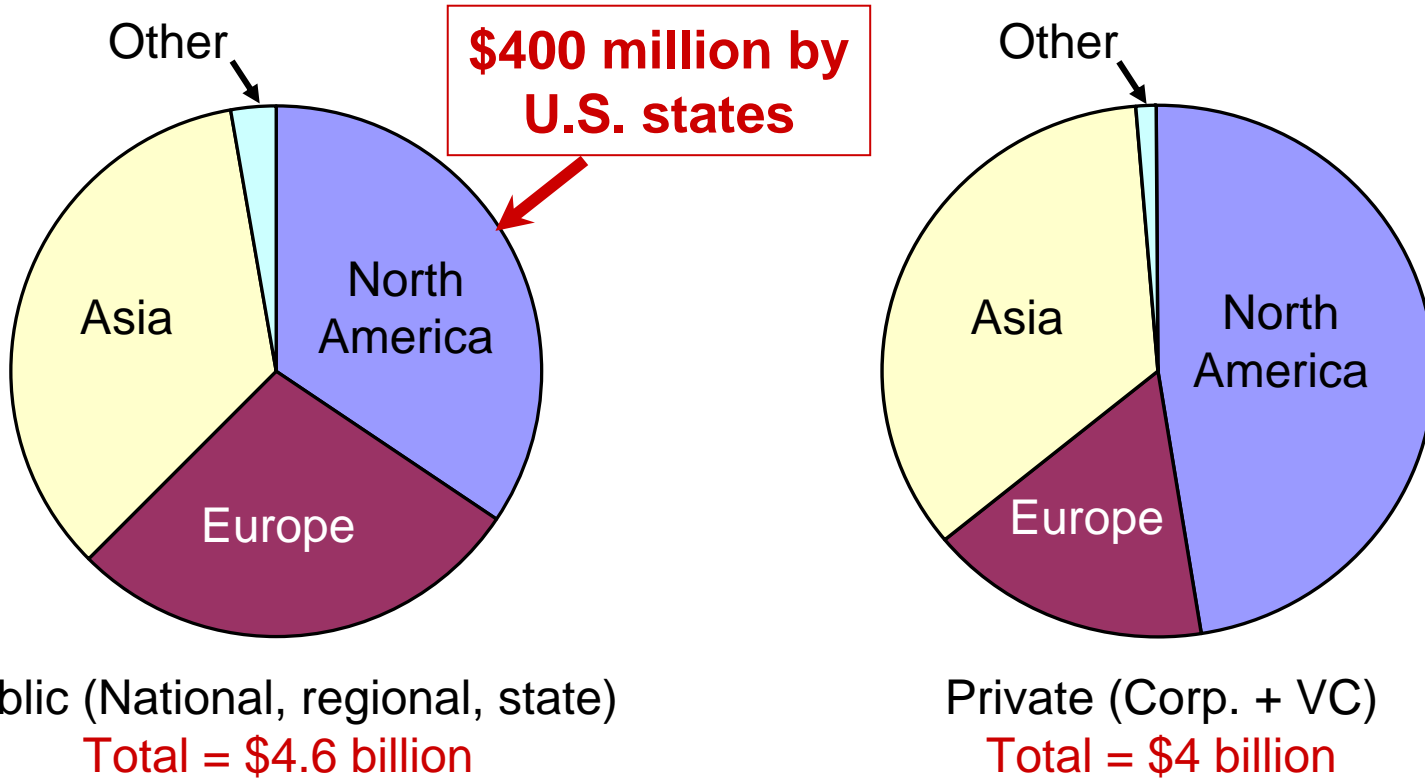 Other
$400 million by
U.S. states
Asia
North
America
Europe
blic (National, regional, state)
Total = $4.6 billion
Other
Asia
North
America
Europe
Private (Corp. + VC)
Total = $4 billion